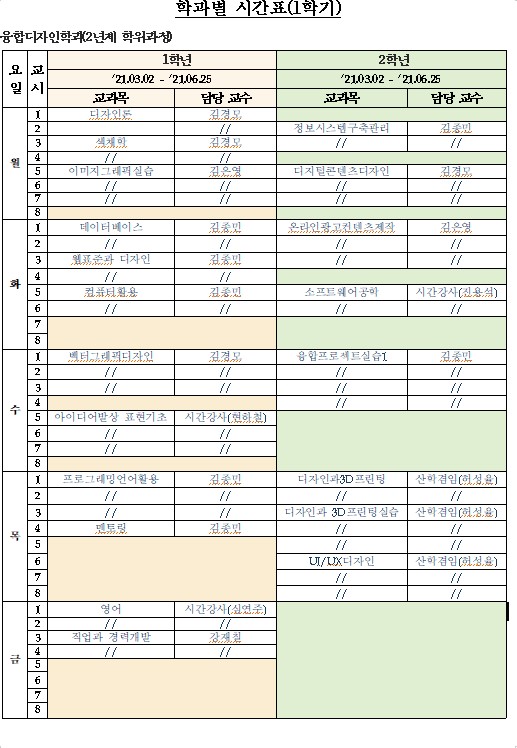 학과별 시간표(1학기)
융합디자인학과(2년제 학위과정)
요일 교시 1학년 2학년
'21.03.02 - '21.06.25 '21.03.02 - '21.06.25
교과목 담당 교수 교과목 담당 교수
월 1 디자인론 김경모
2 // 정보시스템구축관리 김종민
3 색채학 김경모 // //
4 // //
5 이미지그래픽실습 김은영 디지털콘텐츠디자인 김경모
6 // // // //
7 // // // //
8
화 1 데이터베이스 김종민 온라인광고컨텐츠제작 김은영
2 // // // //
3 웹표준과 디자인 김종민 // //
4 // //
5 컴퓨터활용 김종민 소프트웨어공학 시간강사(진용석)
6 // // // //
7
8
수 1 벡터그래픽디자인 김경모 융합프로젝트실습1 김종민
2 // // // //
3 // // // //
4 // //
5 아이디어발상 표현기초 시간강사(현하철)
6 // //
7 // //
8
목 1 프로그래밍언어활용 김종민 디자인과3D프린팅 산학겸임(허성율)
2 // // // //
3 // // 디자인과 3D프린팅실습 산학겸임(허성율)
4 멘토링 김종민 // //
5 // //
6 UI/UX디자인 산학겸임(허성율)
7 // //
8 // //
금 1 영어 시간강사(심연주)
2 // //
3 직업과 경력개발 강재철
4 // //
5
6
7
8